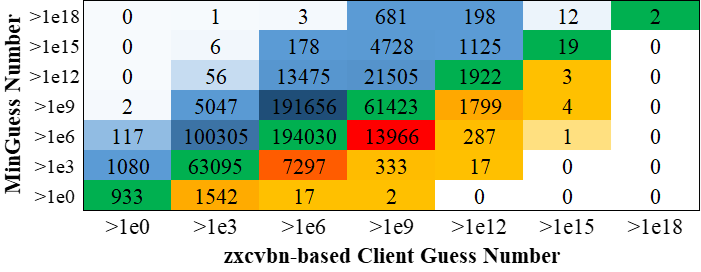 MinGuess Number
>1e18 0 1 3 681 198 12 2
>1e15 0 6 178 4728 1125 19 0
>1e12 0 56 13475 21505 1922 3 0
>1e9 2 5047 191656 61423 1799 4 0
>1e6 117 100305 194030 13966 287 1 0
>1e3 1080 63095 7297 333 17 0 0
>1e0 933 1542 17 2 0 0 0
>1e0 >1e3 >1e6 >1e9 >1e12 >1e15 >1e18
zxcvbn-based Client Guess Number